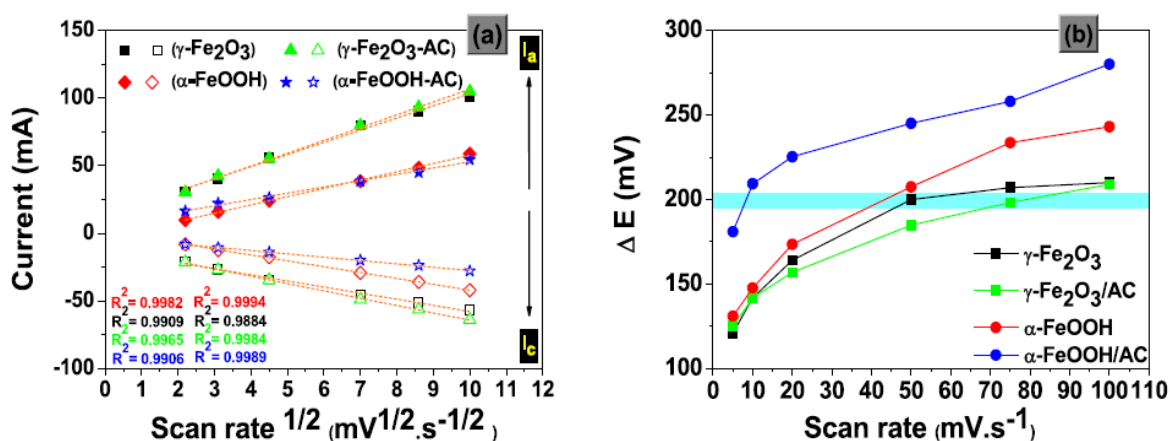 (a)
150
100
50
0
-50
-100
Current (mA)
(γ-Fe₂O₃) (γ-Fe₂O₃-AC)
(α-FeOOH) (α-FeOOH-AC)
Iₐ
I꜀
R²= 0.9982 R²= 0.9994
R²= 0.9909 R²= 0.9884
R²= 0.9965 R²= 0.9984
R²= 0.9906 R²= 0.9989
0 1 2 3 4 5 6 7 8 9 10 11 12
Scan rate ¹/² (mV¹/².s⁻¹/²)
(b)
300
250
200
150
100
Δ E (mV)
γ-Fe₂O₃
γ-Fe₂O₃/AC
α-FeOOH
α-FeOOH/AC
0 10 20 30 40 50 60 70 80 90 100 110
Scan rate (mV.s⁻¹)